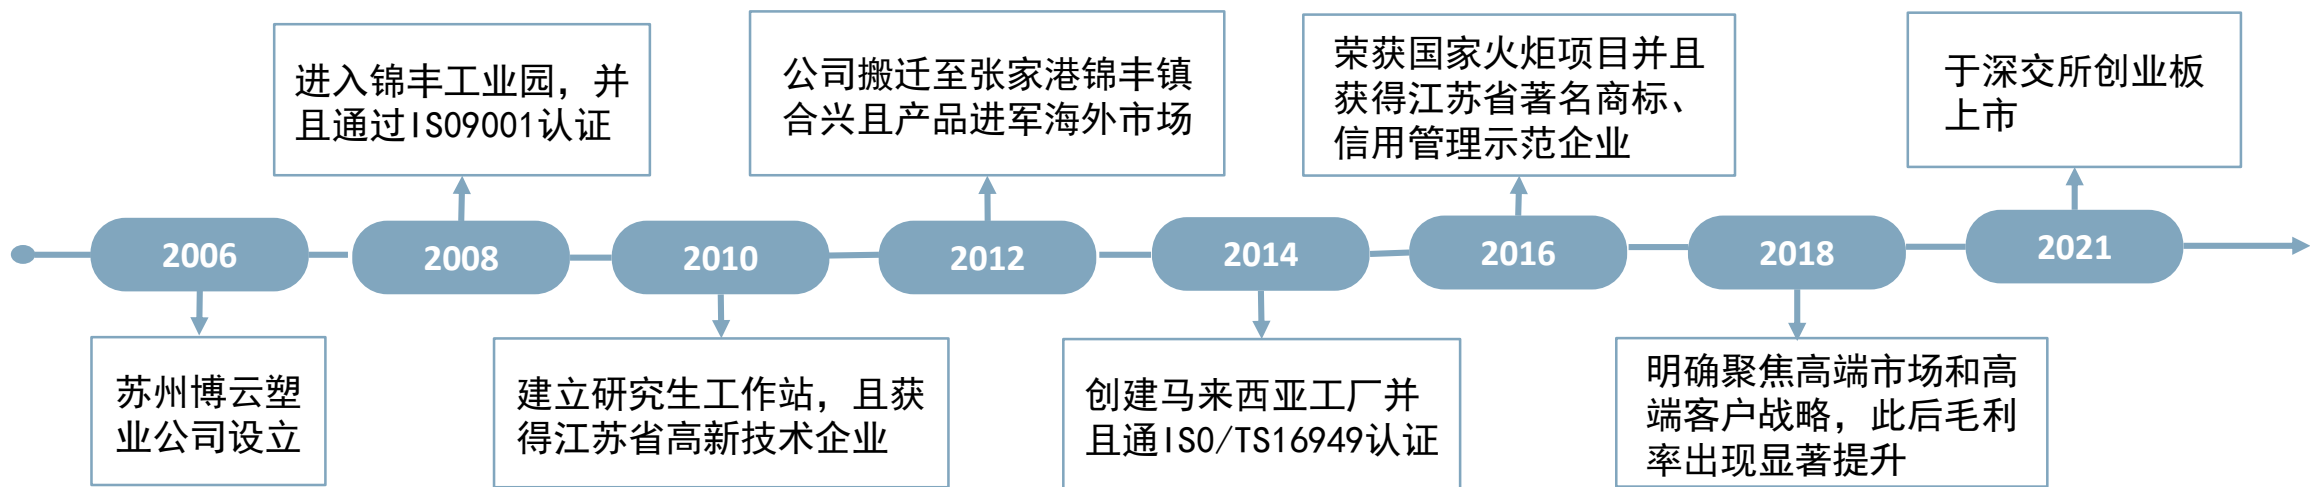 进入锦丰工业园，并
且通过ISO9001认证
公司搬迁至张家港锦丰镇
合兴且产品进军海外市场
荣获国家火炬项目并且
获得江苏省著名商标、
信用管理示范企业
于深交所创业板
上市
2006
2008
2010
2012
2014
2016
2018
2021
苏州博云塑
业公司设立
建立研究生工作站，且获
得江苏省高新技术企业
创建马来西亚工厂并
且通ISO/TS16949认证
明确聚焦高端市场和高
端客户战略，此后毛利
率出现显著提升